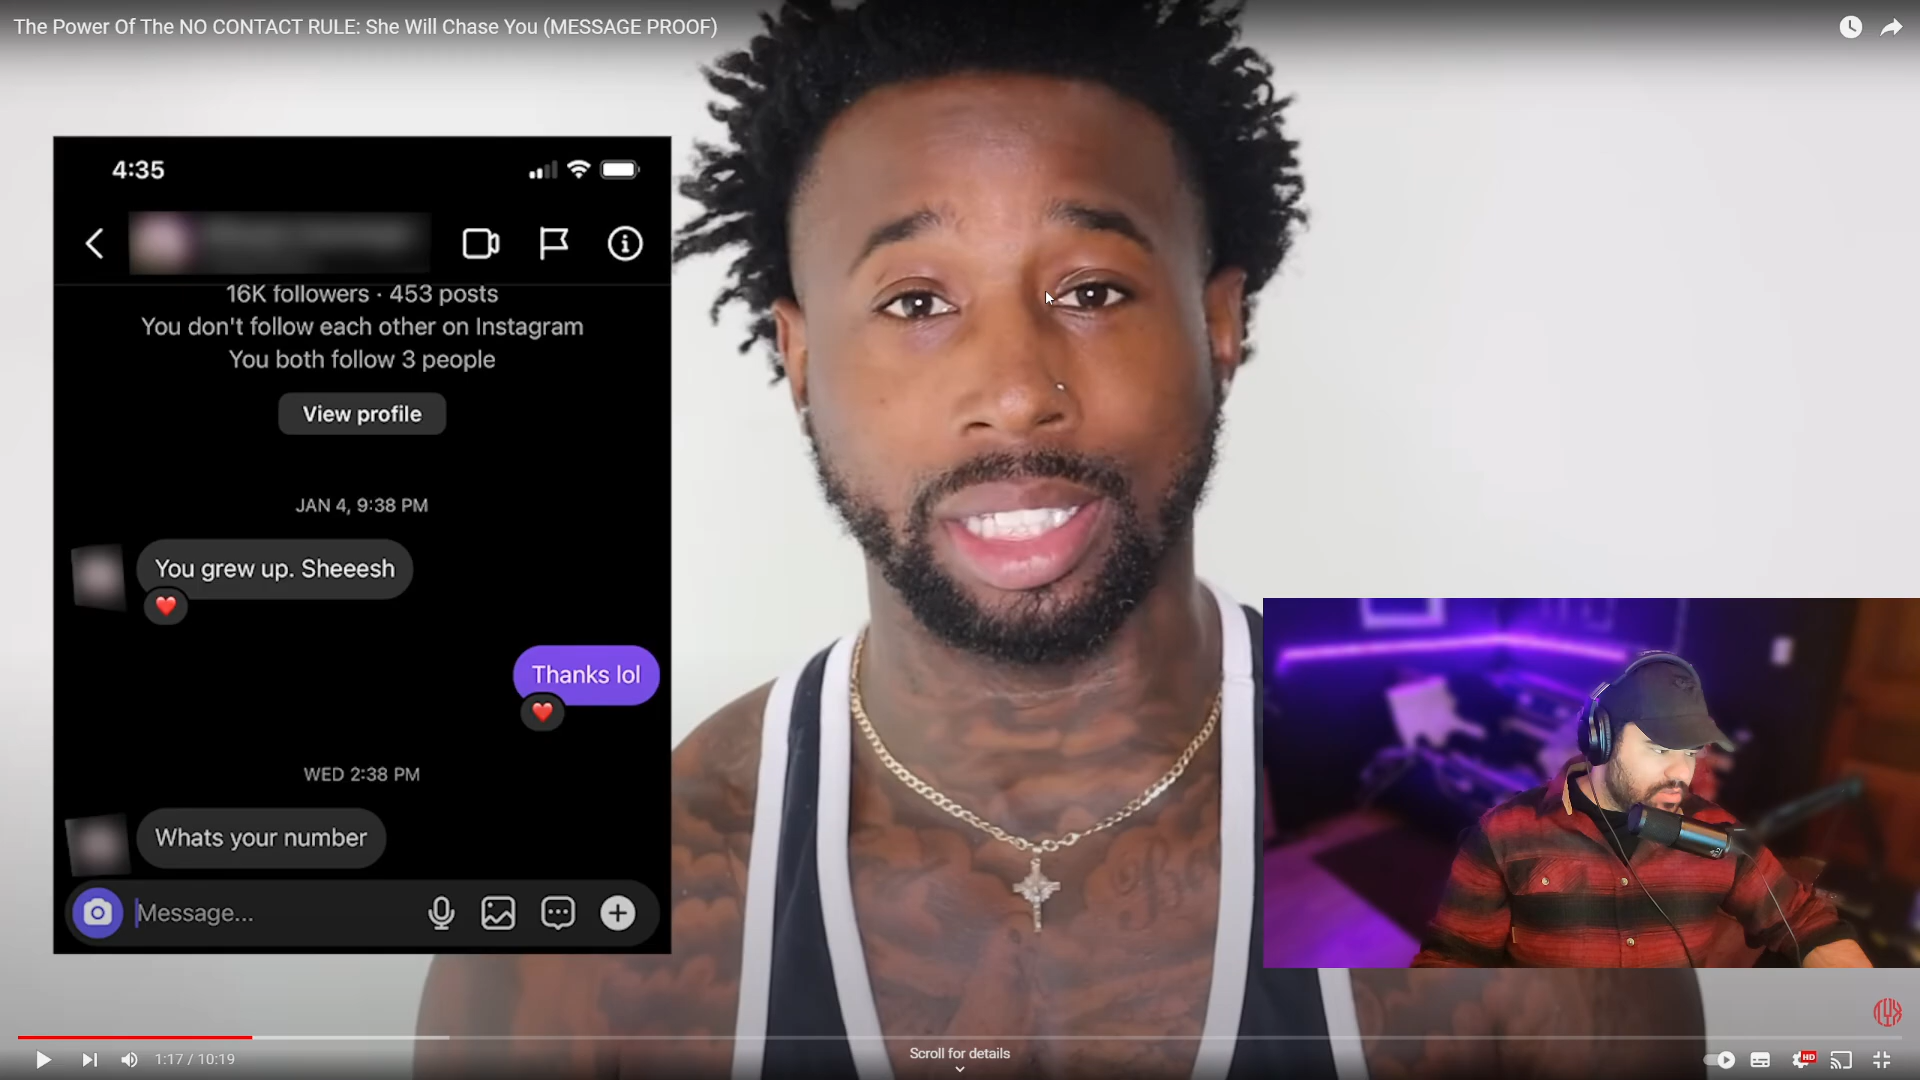 The Power Of The NO CONTACT RULE: She Will Chase You (MESSAGE PROOF)
4:35
16K followers · 453 posts
You don't follow each other on Instagram
You both follow 3 people
View profile
JAN 4, 9:38 PM
You grew up. Sheeesh
Thanks lol
WED 2:38 PM
Whats your number
Message...
1:17 / 10:19
Scroll for details
HD